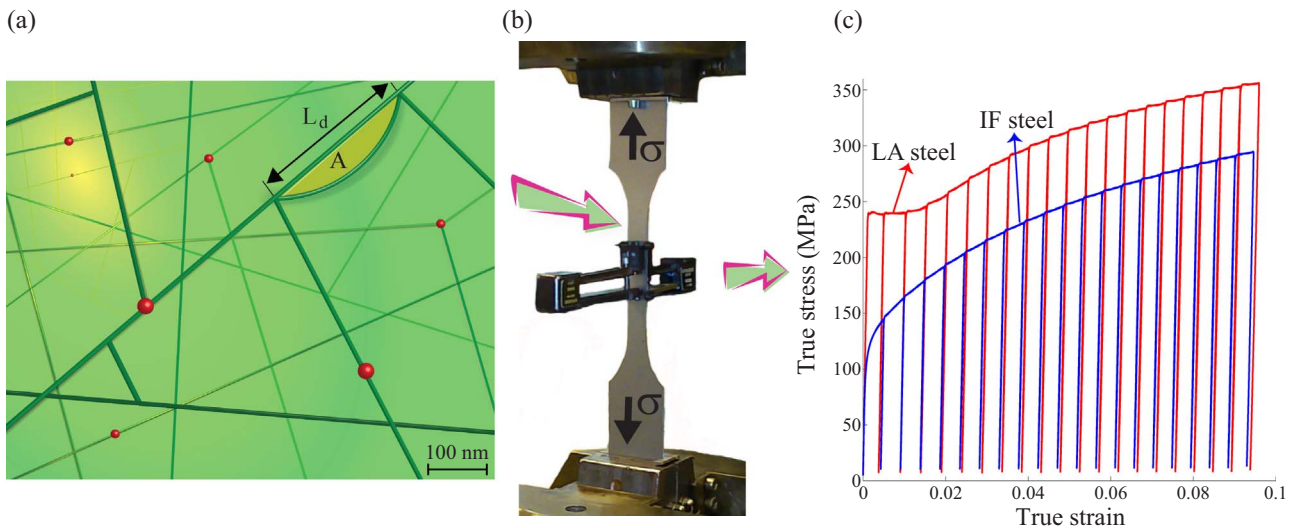 (a)
(b)
(c)
L_d
A
100 nm
σ
σ
True stress (MPa)
350
300
250
200
150
100
50
0
IF steel
LA steel
0
0.02
0.04
0.06
0.08
0.1
True strain